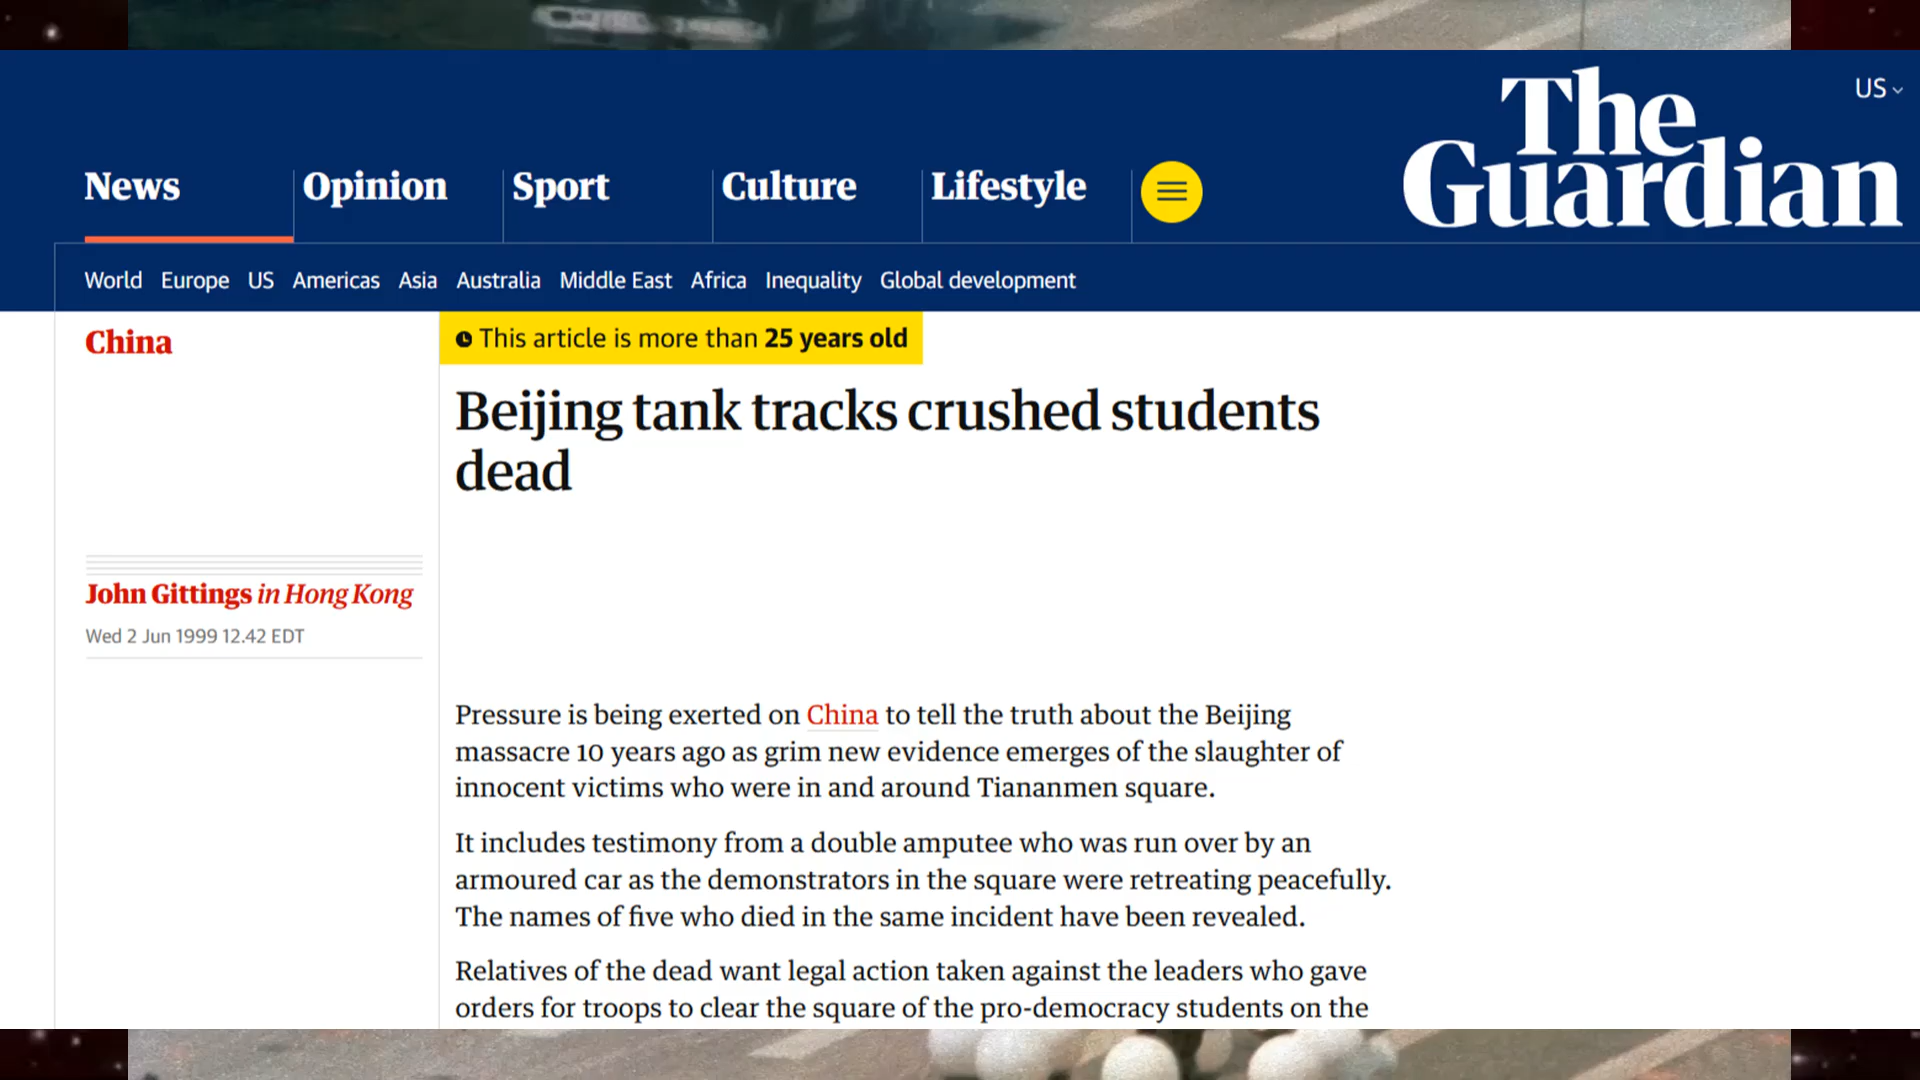 The
Guardian
US
News
Opinion
Sport
Culture
Lifestyle
World
Europe
US
Americas
Asia
Australia
Middle East
Africa
Inequality
Global development
China
This article is more than 25 years old
Beijing tank tracks crushed students
dead
John Gittings in Hong Kong
Wed 2 Jun 1999 12.42 EDT
Pressure is being exerted on China to tell the truth about the Beijing
massacre 10 years ago as grim new evidence emerges of the slaughter of
innocent victims who were in and around Tiananmen square.
It includes testimony from a double amputee who was run over by an
armoured car as the demonstrators in the square were retreating peacefully.
The names of five who died in the same incident have been revealed.
Relatives of the dead want legal action taken against the leaders who gave
orders for troops to clear the square of the pro-democracy students on the